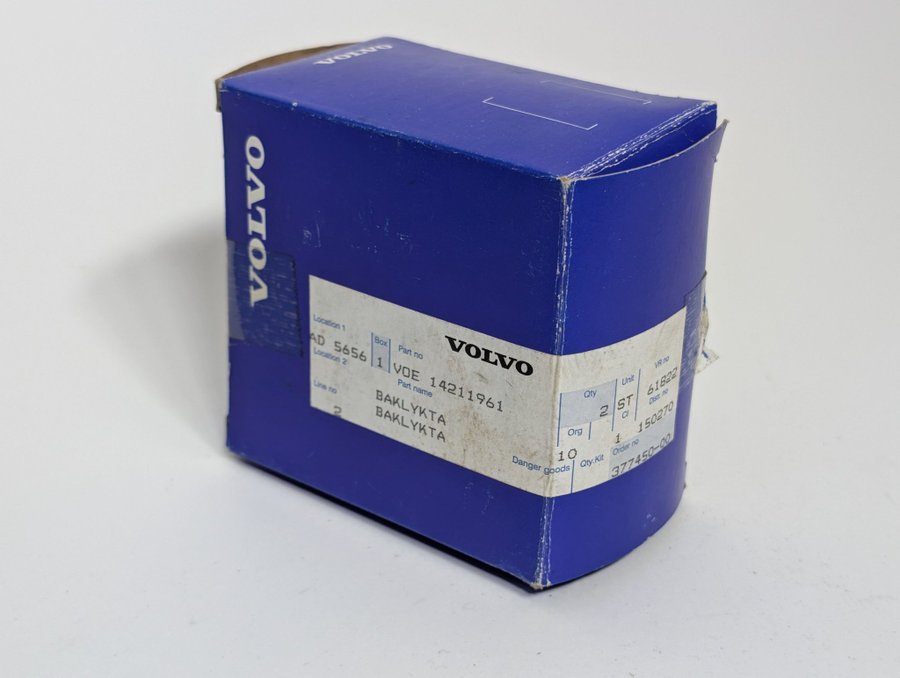 VOLVO
VOLVO
VOLVO
Location 1
AD 5656
Location 2
Box
1
Part no
VOE 14211961
Part name
Line no
2
BAKLYKTA
BAKLYKTA
Danger goods
Qty
2
Unit
ST
VR no
61822
Org
10
Cl
1
Dist. no
150270
Qty.Kit
Order no
377450-00